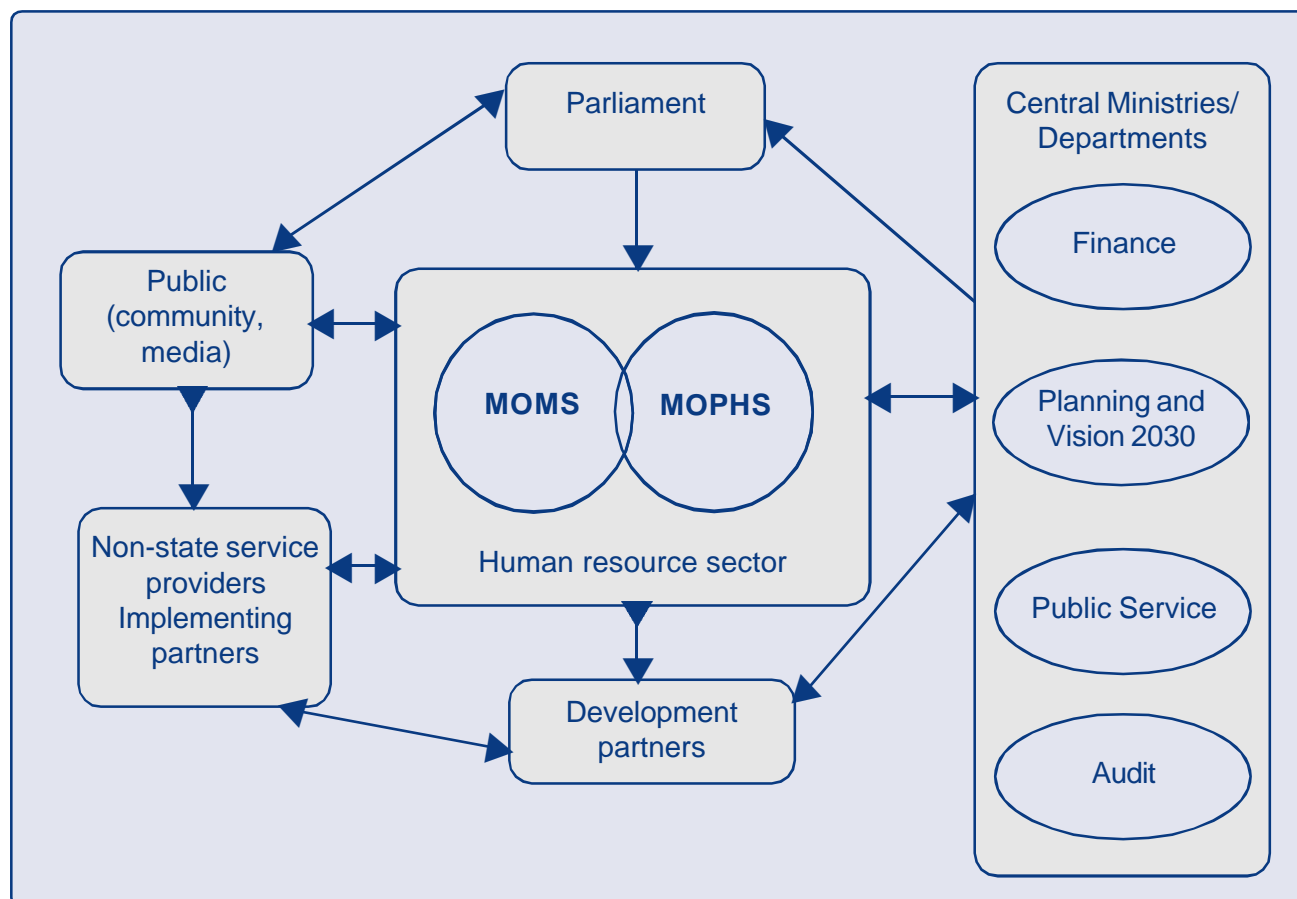 Parliament
Central Ministries/
Departments
Finance
Public
(community,
media)
MOMS
MOPHS
Planning and
Vision 2030
Non-state service
providers
Implementing
partners
Human resource sector
Public Service
Development
partners
Audit